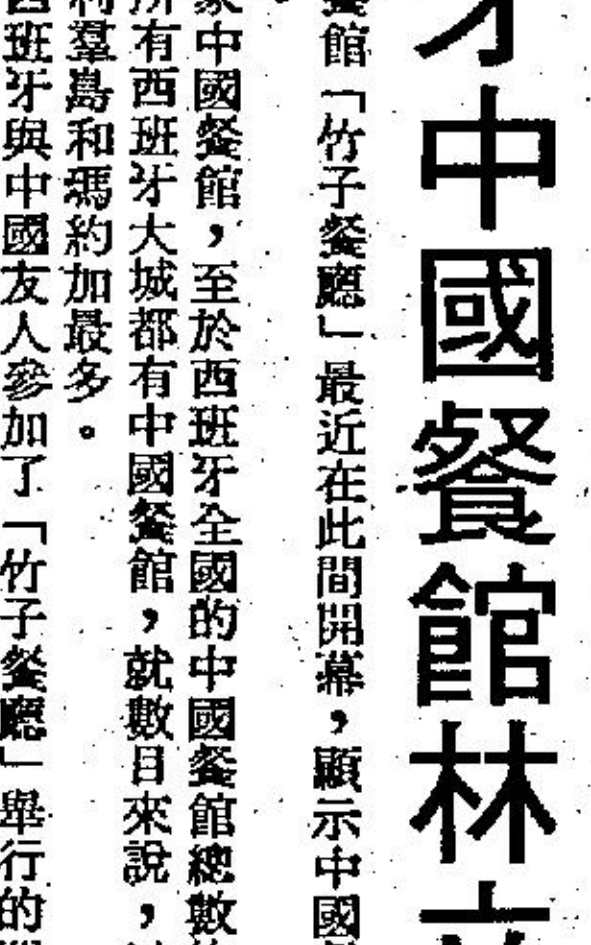 牙中國餐館林立
餐館「竹子餐廳」最近在此間開幕，顯示中國
家中國餐館，至於西班牙全國的中國餐館總數
所有西班牙大城都有中國餐館，就數目來說，
利羣島和瑪約加最多。
西班牙與中國友人參加了「竹子餐廳」舉行的